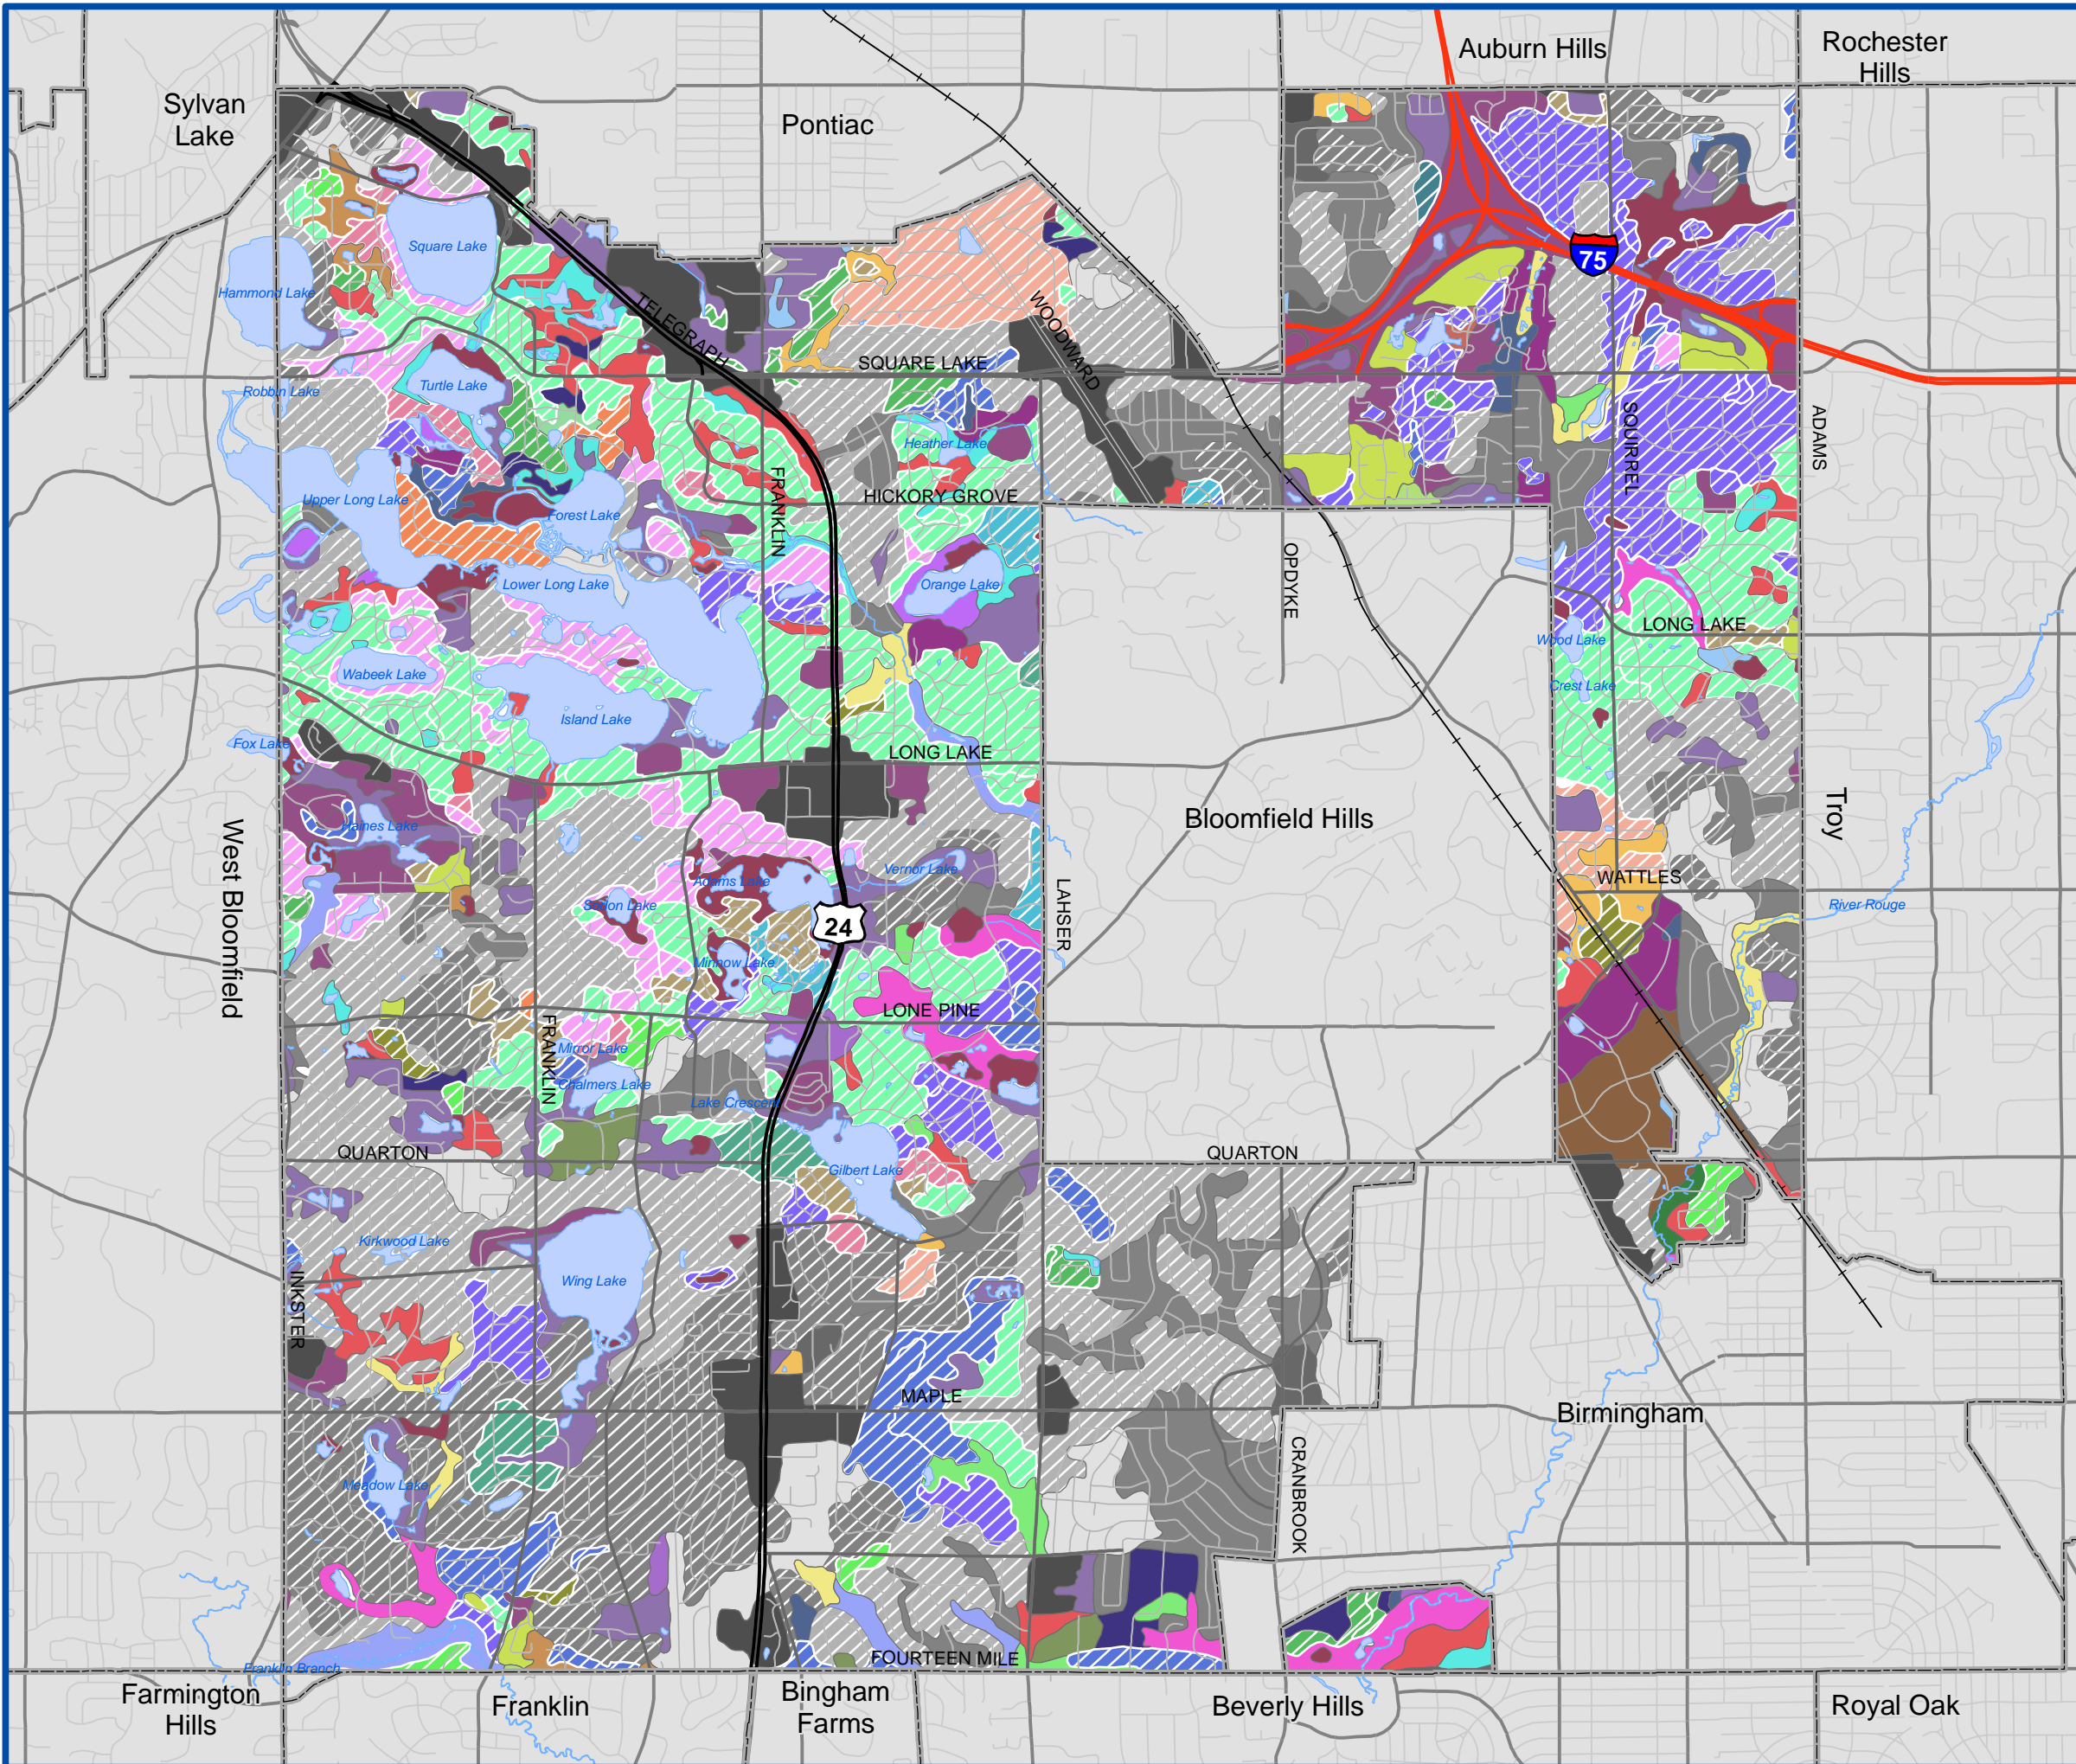 Auburn Hills
Rochester
Hills
Sylvan
Lake
Pontiac
Square Lake
75
Hammond Lake
TELEGRAPH
WOODWARD
SQUARE LAKE
Turtle Lake
Robbin Lake
SQUIRREL
ADAMS
Heather Lake
FRANKLIN
HICKORY GROVE
Upper Long Lake
Forest Lake
OPDYKE
Lower Long Lake
Orange Lake
LONG LAKE
Wood Lake
Wabeek Lake
Crest Lake
Island Lake
Fox Lake
LONG LAKE
Bloomfield Hills
Troy
Haines Lake
West Bloomfield
Vernor Lake
Adams Lake
WATTLES
LAHSER
Sodon Lake
River Rouge
24
Minnow Lake
LONE PINE
FRANKLIN
Mirror Lake
Chalmers Lake
Lake Crescent
QUARTON
QUARTON
Gilbert Lake
Kirkwood Lake
INKSTER
Wing Lake
MAPLE
Birmingham
CRANBROOK
Meadow Lake
FOURTEEN MILE
Franklin Branch
Farmington
Hills
Franklin
Bingham
Farms
Beverly Hills
Royal Oak